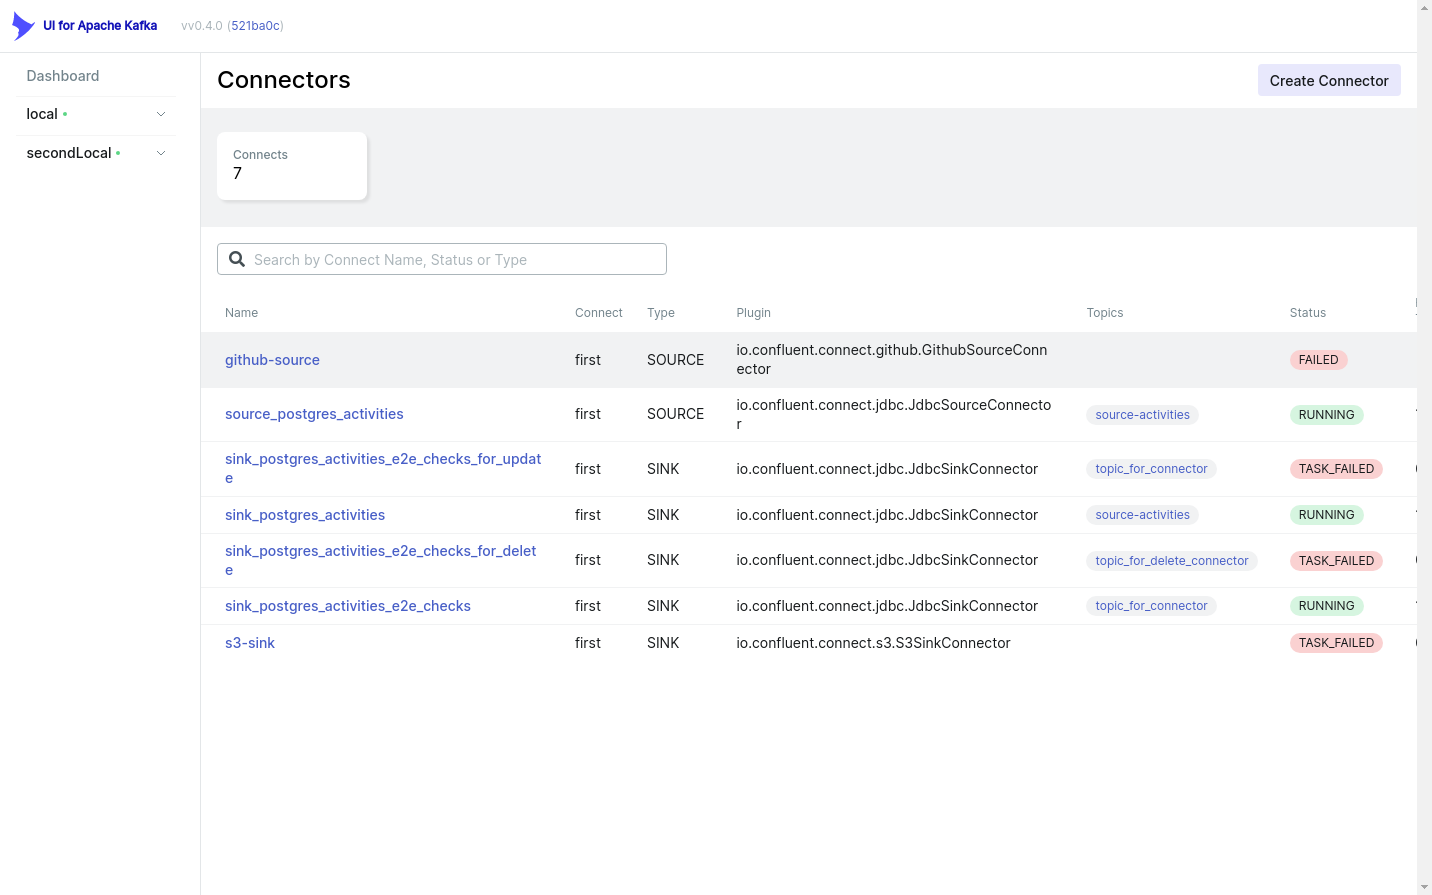 UI for Apache Kafka vv0.4.0 (521ba0c)
Dashboard
local
secondLocal
Connectors
Create Connector
Connects
7
Search by Connect Name, Status or Type
Name Connect Type Plugin Topics Status
github-source first SOURCE io.confluent.connect.github.GithubSourceConn
ector FAILED
source_postgres_activities first SOURCE io.confluent.connect.jdbc.JdbcSourceConnecto
r source-activities RUNNING
sink_postgres_activities_e2e_checks_for_updat
e first SINK io.confluent.connect.jdbc.JdbcSinkConnector topic_for_connector TASK_FAILED
sink_postgres_activities first SINK io.confluent.connect.jdbc.JdbcSinkConnector source-activities RUNNING
sink_postgres_activities_e2e_checks_for_delet
e first SINK io.confluent.connect.jdbc.JdbcSinkConnector topic_for_delete_connector TASK_FAILED
sink_postgres_activities_e2e_checks first SINK io.confluent.connect.jdbc.JdbcSinkConnector topic_for_connector RUNNING
s3-sink first SINK io.confluent.connect.s3.S3SinkConnector TASK_FAILED